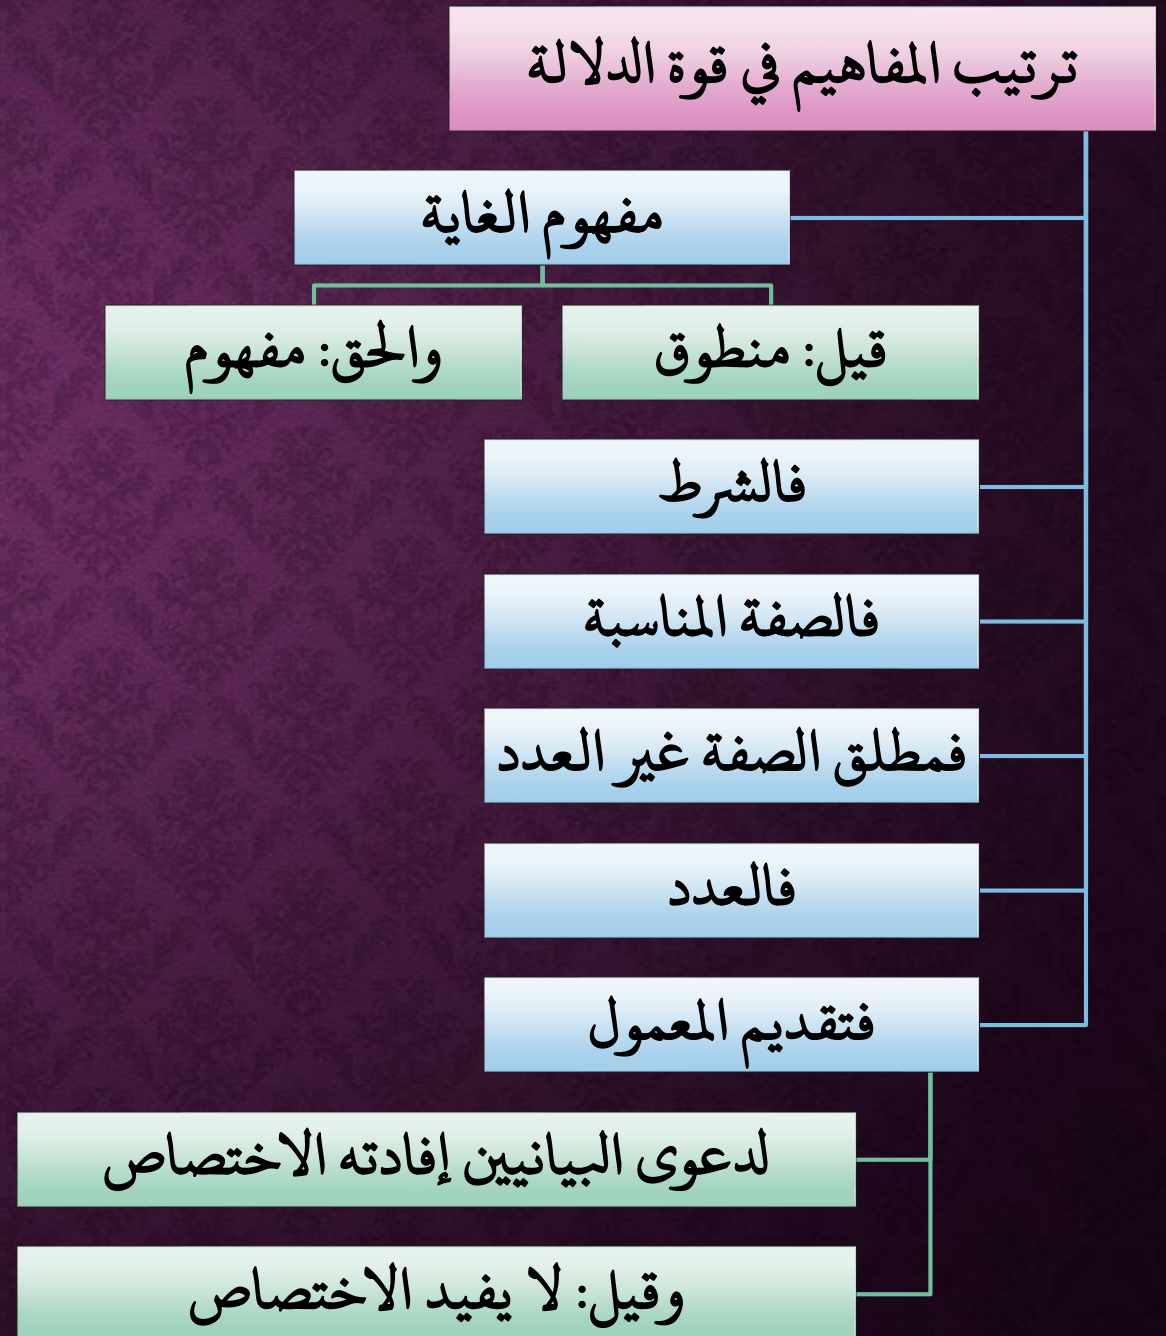 ترتيب المفاهيم في قوة الدلالة
مفهوم الغاية
قيل: منطوق
والحق: مفهوم
فالشرط
فالصفة المناسبة
فمطلق الصفة غير العدد
فالعدد
فتقديم المعمول
لدعوى البيانيين إفادته الاختصاص
وقيل: لا يفيد الاختصاص